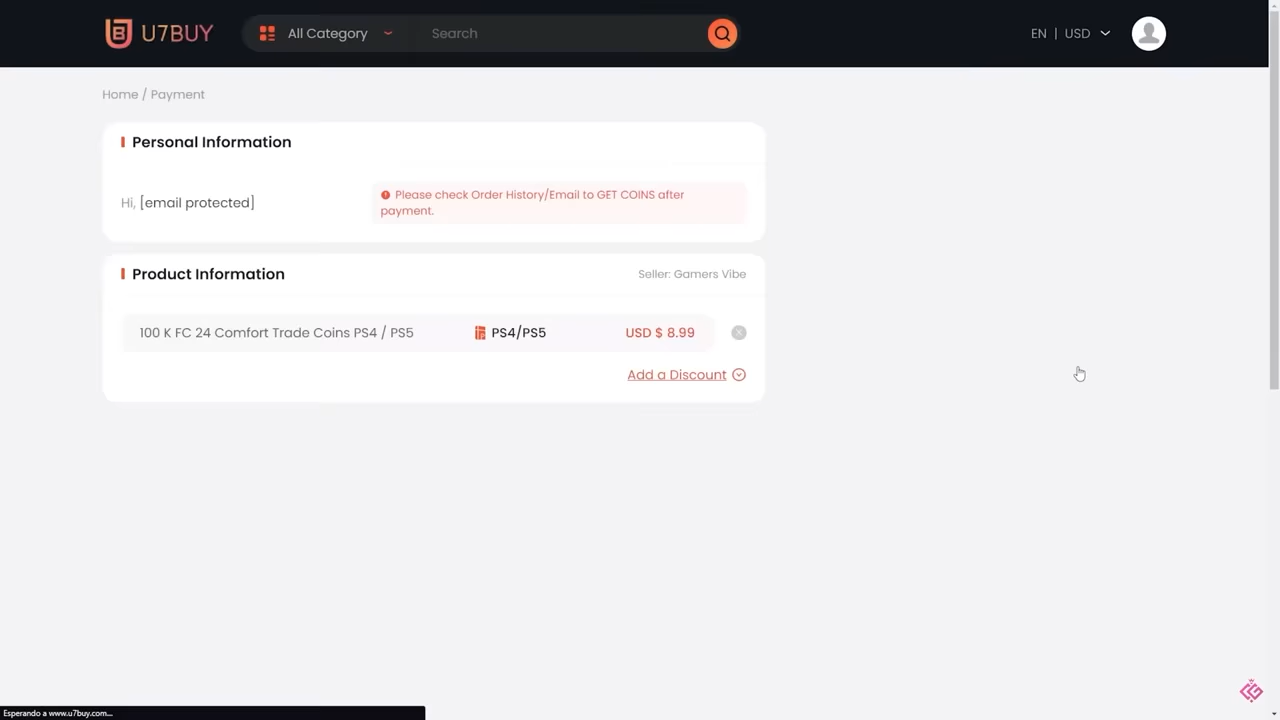 U7BUY
All Category
Search
EN | USD
Home / Payment
Personal Information
Hi, [email protected]
Please check Order History/Email to GET COINS after
payment.
Product Information
Seller: Gamers Vibe
100 K FC 24 Comfort Trade Coins PS4 / PS5
PS4/PS5
USD $ 8.99
Add a Discount
Esperando a www.u7buy.com...